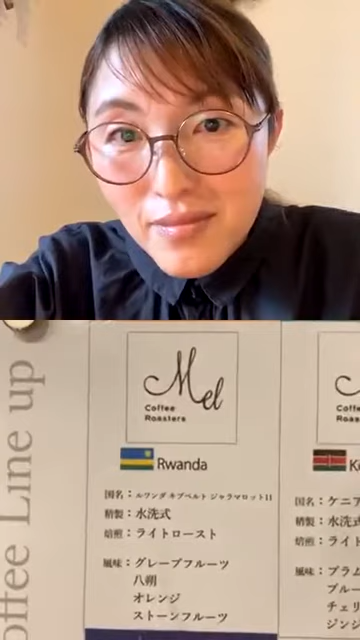 Coffee Line up
Mel
Coffee
Roasters
Rwanda
国名：ルワンダ キブベルト ジャラマロット11
精製：水洗式
焙煎：ライトロースト
風味：グレープフルーツ
八朔
オレンジ
ストーンフルーツ
Coffee
Roas
K
国名：ケニア
精製：水洗式
焙煎：ライト
風味：プラム
ブルー
チェリ
ジンジ